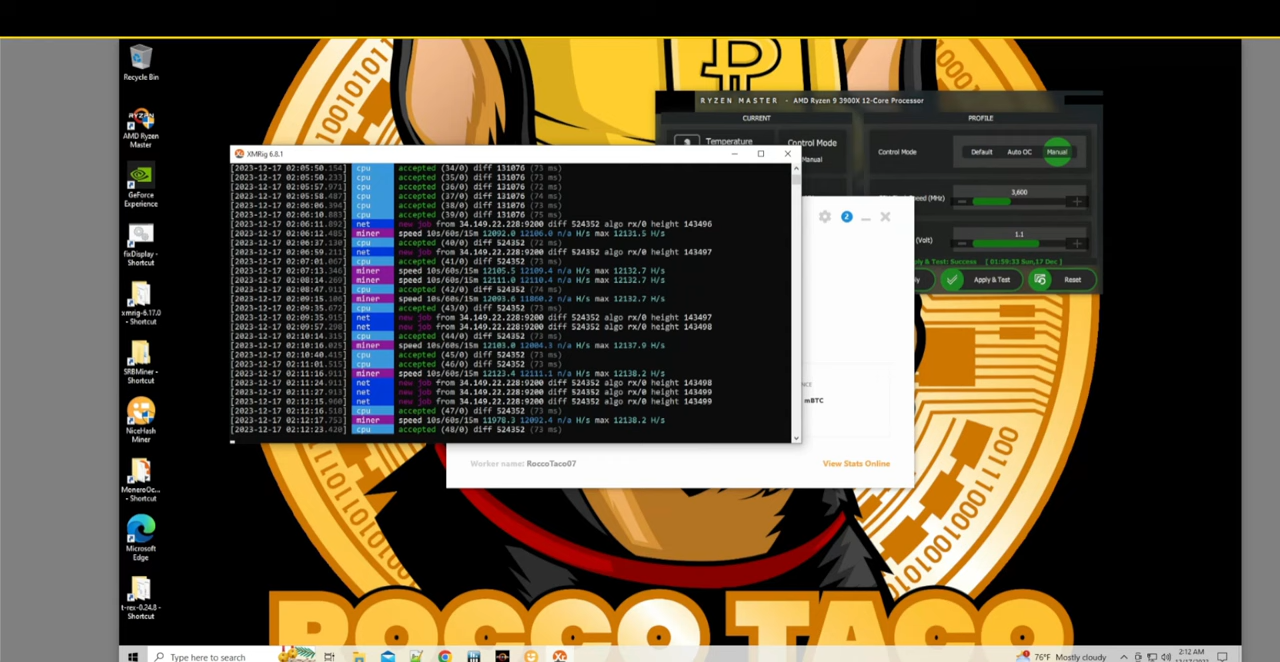 Recycle Bin
AMD Ryzen
Master
GeForce
Experience
fixDisplay -
Shortcut
xmrig-6.17.0
- Shortcut
SRBMiner -
Shortcut
NiceHash
Miner
MoneroOc...
- Shortcut
Microsoft
Edge
t-rex-0.24.8 -
Shortcut
RYZEN MASTER - AMD Ryzen 9 3900X 12-Core Processor
CURRENT
PROFILE
Temperature
Control Mode
Manual
Control Mode
Default
Auto OC
Manual
(MHz)
3,600
(Volt)
1.1
& Test: Success [ 01:59:33 Sun,17 Dec ]
Apply & Test
Reset
XMRig 6.8.1
[2023-12-17 02:05:50.154] cpu accepted (34/0) diff 131076 (73 ms)
[2023-12-17 02:05:50.233] cpu accepted (35/0) diff 131076 (73 ms)
[2023-12-17 02:05:57.971] cpu accepted (36/0) diff 131076 (72 ms)
[2023-12-17 02:05:58.487] cpu accepted (37/0) diff 131076 (74 ms)
[2023-12-17 02:06:06.394] cpu accepted (38/0) diff 131076 (73 ms)
[2023-12-17 02:06:10.883] cpu accepted (39/0) diff 131076 (75 ms)
[2023-12-17 02:06:11.892] net new job from 34.149.22.228:9200 diff 524352 algo rx/0 height 143496
[2023-12-17 02:06:12.485] miner speed 10s/60s/15m 12092.0 12106.0 n/a H/s max 12131.5 H/s
[2023-12-17 02:06:37.130] cpu accepted (40/0) diff 524352 (72 ms)
[2023-12-17 02:06:59.211] net new job from 34.149.22.228:9200 diff 524352 algo rx/0 height 143497
[2023-12-17 02:07:01.067] cpu accepted (41/0) diff 524352 (73 ms)
[2023-12-17 02:07:13.346] miner speed 10s/60s/15m 12105.5 12109.4 n/a H/s max 12132.7 H/s
[2023-12-17 02:08:14.269] miner speed 10s/60s/15m 12111.0 12110.4 n/a H/s max 12132.7 H/s
[2023-12-17 02:08:47.911] cpu accepted (42/0) diff 524352 (74 ms)
[2023-12-17 02:09:15.106] miner speed 10s/60s/15m 12093.6 11860.2 n/a H/s max 12132.7 H/s
[2023-12-17 02:09:35.672] cpu accepted (43/0) diff 524352 (73 ms)
[2023-12-17 02:09:35.915] net new job from 34.149.22.228:9200 diff 524352 algo rx/0 height 143497
[2023-12-17 02:09:57.298] net new job from 34.149.22.228:9200 diff 524352 algo rx/0 height 143498
[2023-12-17 02:10:14.315] cpu accepted (44/0) diff 524352 (73 ms)
[2023-12-17 02:10:16.025] miner speed 10s/60s/15m 12103.0 12004.3 n/a H/s max 12137.9 H/s
[2023-12-17 02:10:40.415] cpu accepted (45/0) diff 524352 (73 ms)
[2023-12-17 02:11:01.515] cpu accepted (46/0) diff 524352 (73 ms)
[2023-12-17 02:11:16.911] miner speed 10s/60s/15m 12123.4 12111.1 n/a H/s max 12138.2 H/s
[2023-12-17 02:11:24.911] net new job from 34.149.22.228:9200 diff 524352 algo rx/0 height 143498
[2023-12-17 02:11:27.913] net new job from 34.149.22.228:9200 diff 524352 algo rx/0 height 143499
[2023-12-17 02:12:15.960] net new job from 34.149.22.228:9200 diff 524352 algo rx/0 height 143499
[2023-12-17 02:12:16.518] cpu accepted (47/0) diff 524352 (73 ms)
[2023-12-17 02:12:17.753] miner speed 10s/60s/15m 11978.3 12092.4 n/a H/s max 12138.2 H/s
[2023-12-17 02:12:23.420] cpu accepted (48/0) diff 524352 (73 ms)
2
mBTC
Worker name: RoccoTaco07
View Stats Online
ROCCO TACO
Type here to search
76°F Mostly cloudy
2:12 AM